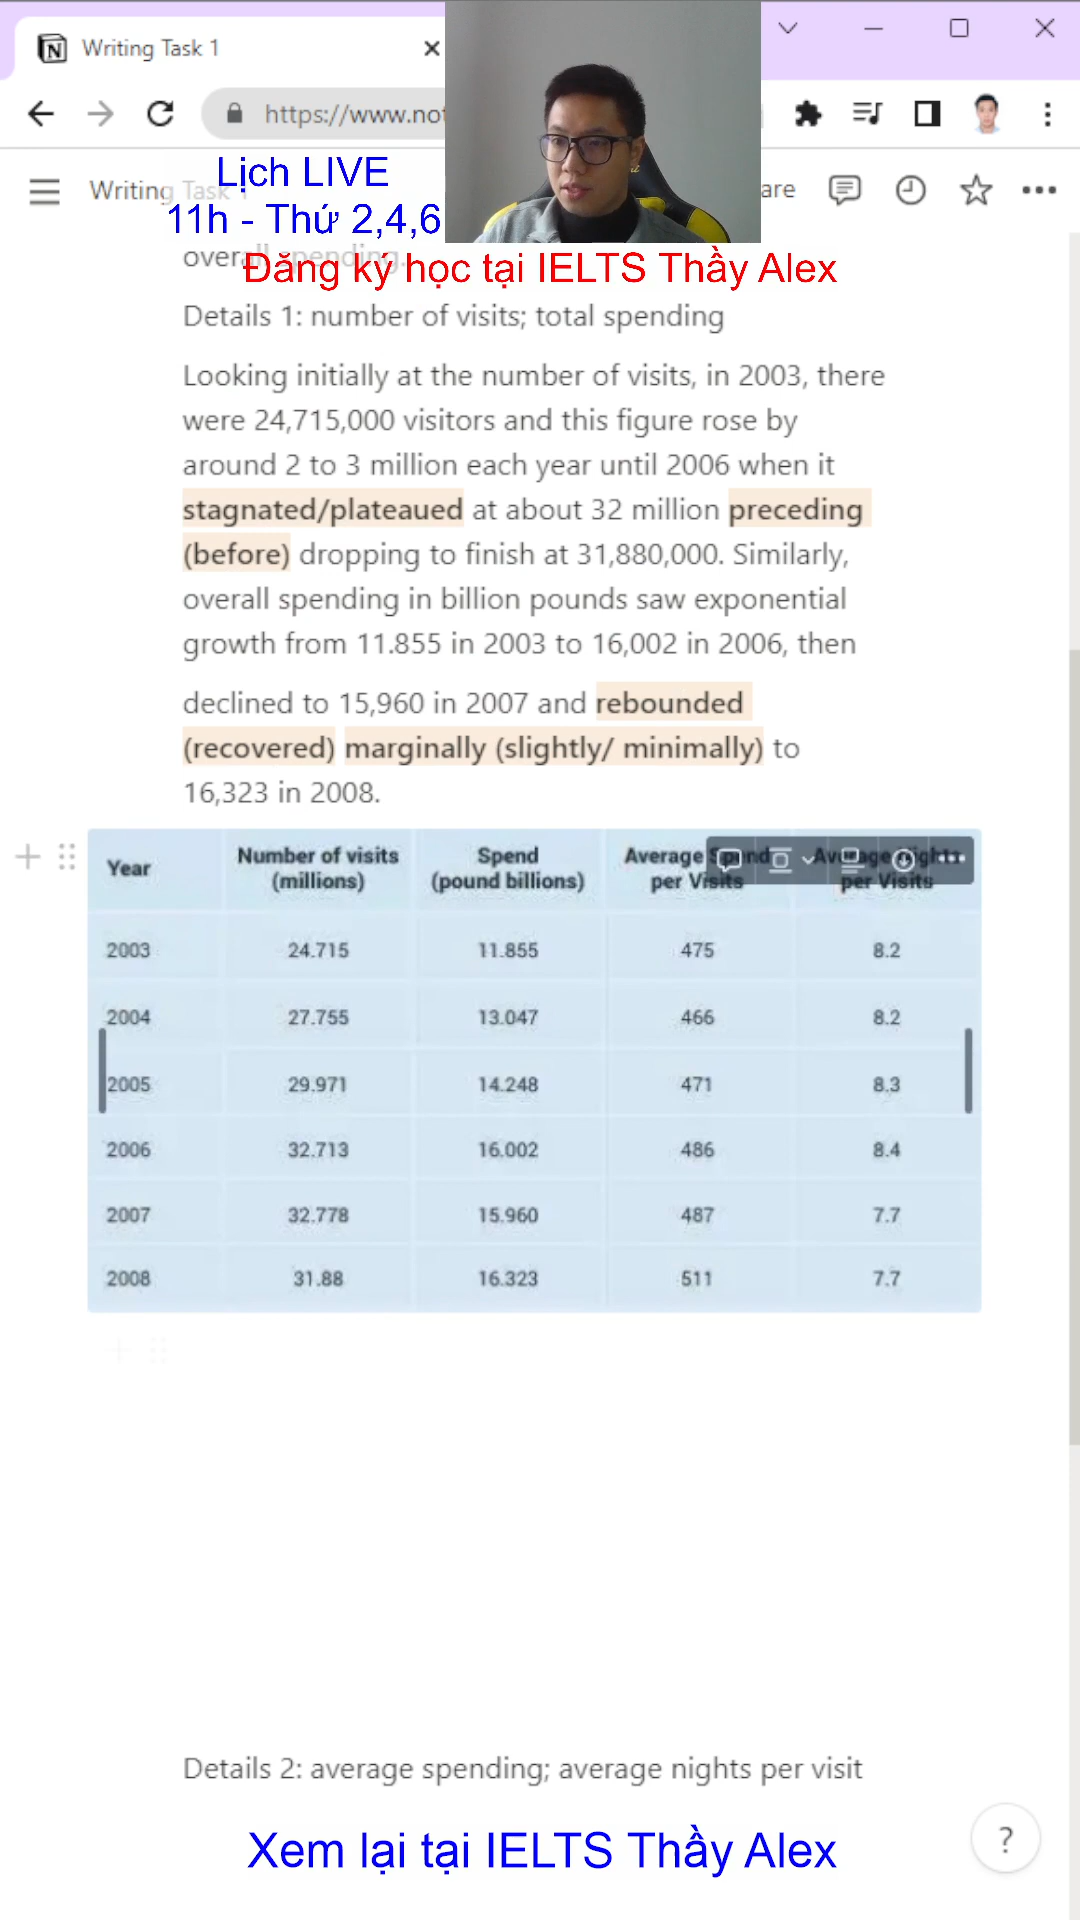 Writing Task 1
https://www.not
Lịch LIVE
Writing Task 1
are
11h - Thứ 2,4,6
overall spending.
Đăng ký học tại IELTS Thầy Alex
Details 1: number of visits; total spending
Looking initially at the number of visits, in 2003, there
were 24,715,000 visitors and this figure rose by
around 2 to 3 million each year until 2006 when it
stagnated/plateaued at about 32 million preceding
(before) dropping to finish at 31,880,000. Similarly,
overall spending in billion pounds saw exponential
growth from 11.855 in 2003 to 16,002 in 2006, then
declined to 15,960 in 2007 and rebounded
(recovered) marginally (slightly/ minimally) to
16,323 in 2008.
Year Number of visits (millions) Spend (pound billions) Average Spend per Visits Average nights per Visits
2003 24.715 11.855 475 8.2
2004 27.755 13.047 466 8.2
2005 29.971 14.248 471 8.3
2006 32.713 16.002 486 8.4
2007 32.778 15.960 487 7.7
2008 31.88 16.323 511 7.7
Details 2: average spending; average nights per visit
Xem lại tại IELTS Thầy Alex
?